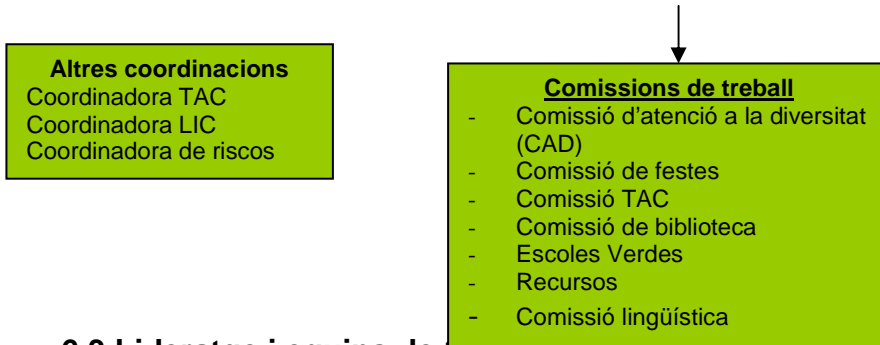 Altres coordinacions
Coordinadora TAC
Coordinadora LIC
Coordinadora de riscos
Comissions de treball
- Comissió d'atenció a la diversitat
(CAD)
- Comissió de festes
- Comissió TAC
- Comissió de biblioteca
- Escoles Verdes
- Recursos
- Comissió lingüística